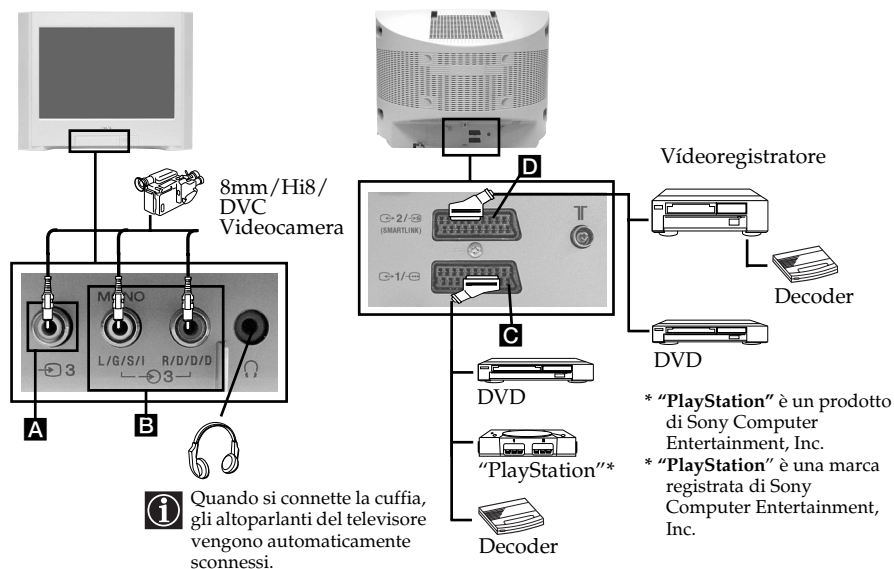 8mm/Hi8/
DVC
Videocamera
MONO
L/G/S/I R/D/D/D
3
3
A
B
Quando si connette la cuffia,
gli altoparlanti del televisore
vengono automaticamente
sconnessi.
D
2/
(SMARTLINK)
1/
C
DVD
“PlayStation”*
Decoder
Vídeoregistratore
Decoder
DVD
* “PlayStation” è un prodotto
di Sony Computer
Entertainment, Inc.
* “PlayStation” è una marca
registrata di Sony
Computer Entertainment,
Inc.